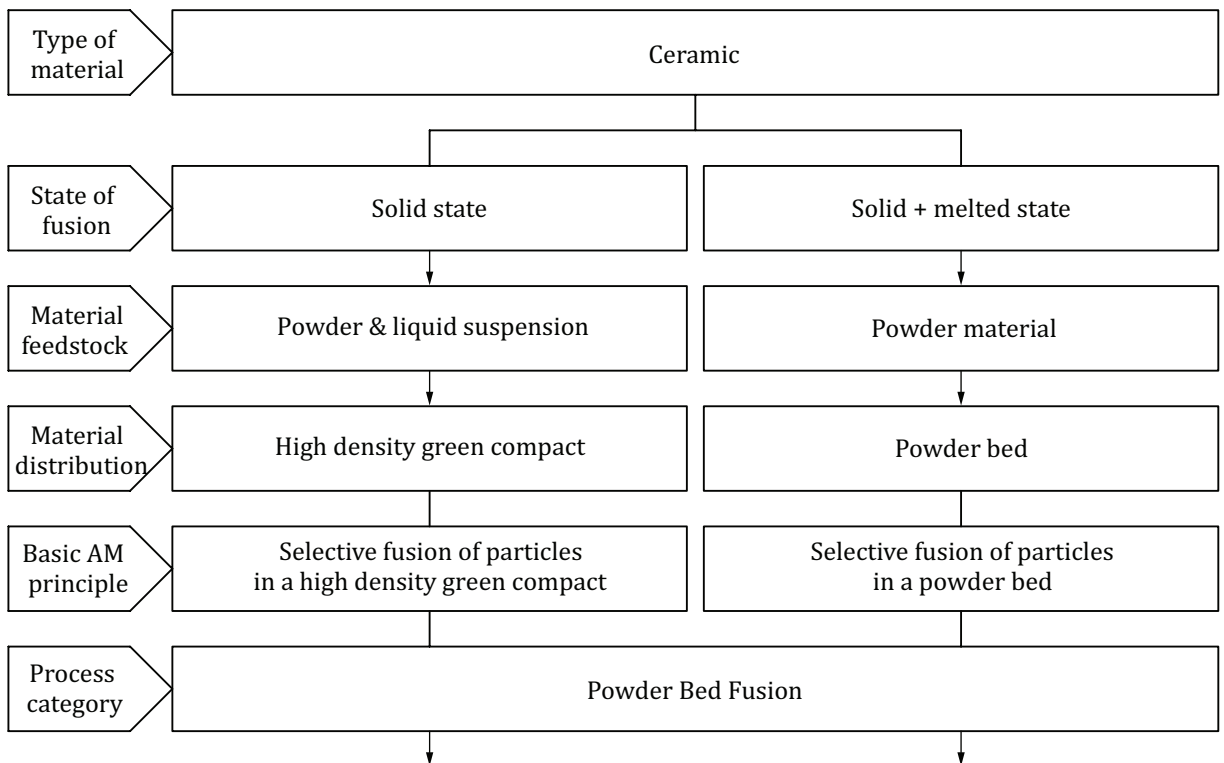 Type of
material
Ceramic
State of
fusion
Solid state
Solid + melted state
Material
feedstock
Powder & liquid suspension
Powder material
Material
distribution
High density green compact
Powder bed
Basic AM
principle
Selective fusion of particles
in a high density green compact
Selective fusion of particles
in a powder bed
Process
category
Powder Bed Fusion